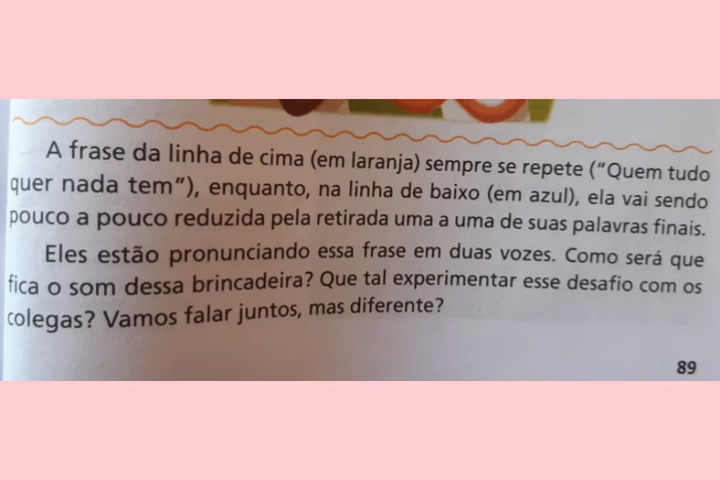 A frase da linha de cima (em laranja) sempre se repete ("Quem tudo
quer nada tem"), enquanto, na linha de baixo (em azul), ela vai sendo
pouco a pouco reduzida pela retirada uma a uma de suas palavras finais.
Eles estão pronunciando essa frase em duas vozes. Como será que
fica o som dessa brincadeira? Que tal experimentar esse desafio com os
colegas? Vamos falar juntos, mas diferente?
89